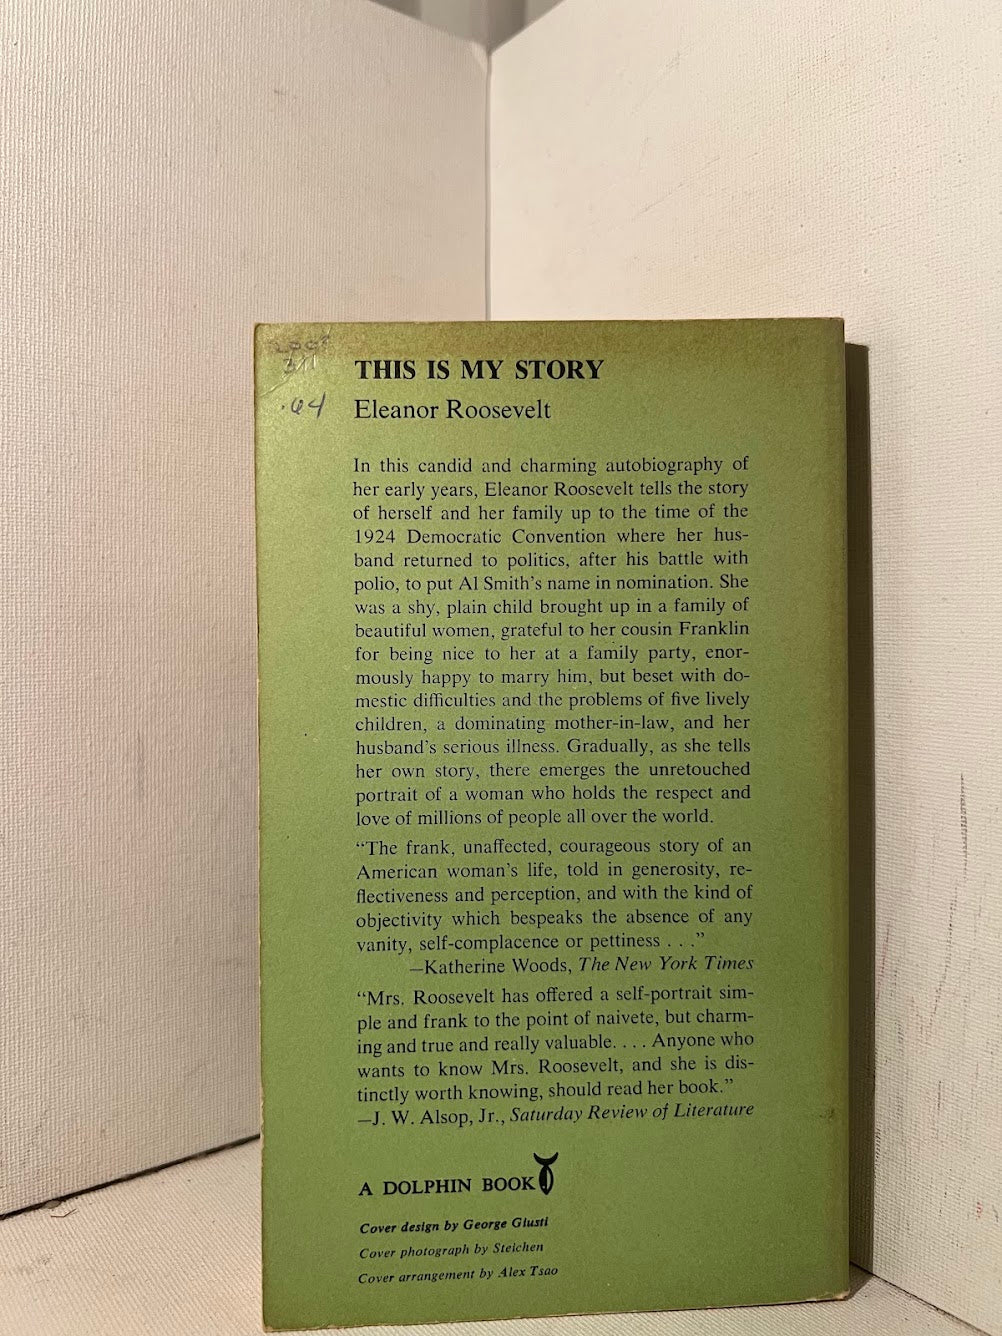 311
.64
THIS IS MY STORY
Eleanor Roosevelt
In this candid and charming autobiography of
her early years, Eleanor Roosevelt tells the story
of herself and her family up to the time of the
1924 Democratic Convention where her hus-
band returned to politics, after his battle with
polio, to put Al Smith's name in nomination. She
was a shy, plain child brought up in a family of
beautiful women, grateful to her cousin Franklin
for being nice to her at a family party, enor-
mously happy to marry him, but beset with do-
mestic difficulties and the problems of five lively
children, a dominating mother-in-law, and her
husband's serious illness. Gradually, as she tells
her own story, there emerges the unretouched
portrait of a woman who holds the respect and
love of millions of people all over the world.
"The frank, unaffected, courageous story of an
American woman's life, told in generosity, re-
flectiveness and perception, and with the kind of
objectivity which bespeaks the absence of any
vanity, self-complacence or pettiness . . ."
—Katherine Woods, The New York Times
"Mrs. Roosevelt has offered a self-portrait sim-
ple and frank to the point of naivete, but charm-
ing and true and really valuable. . . . Anyone who
wants to know Mrs. Roosevelt, and she is dis-
tinctly worth knowing, should read her book."
—J. W. Alsop, Jr., Saturday Review of Literature
A DOLPHIN BOOK
Cover design by George Giusti
Cover photograph by Steichen
Cover arrangement by Alex Tsao